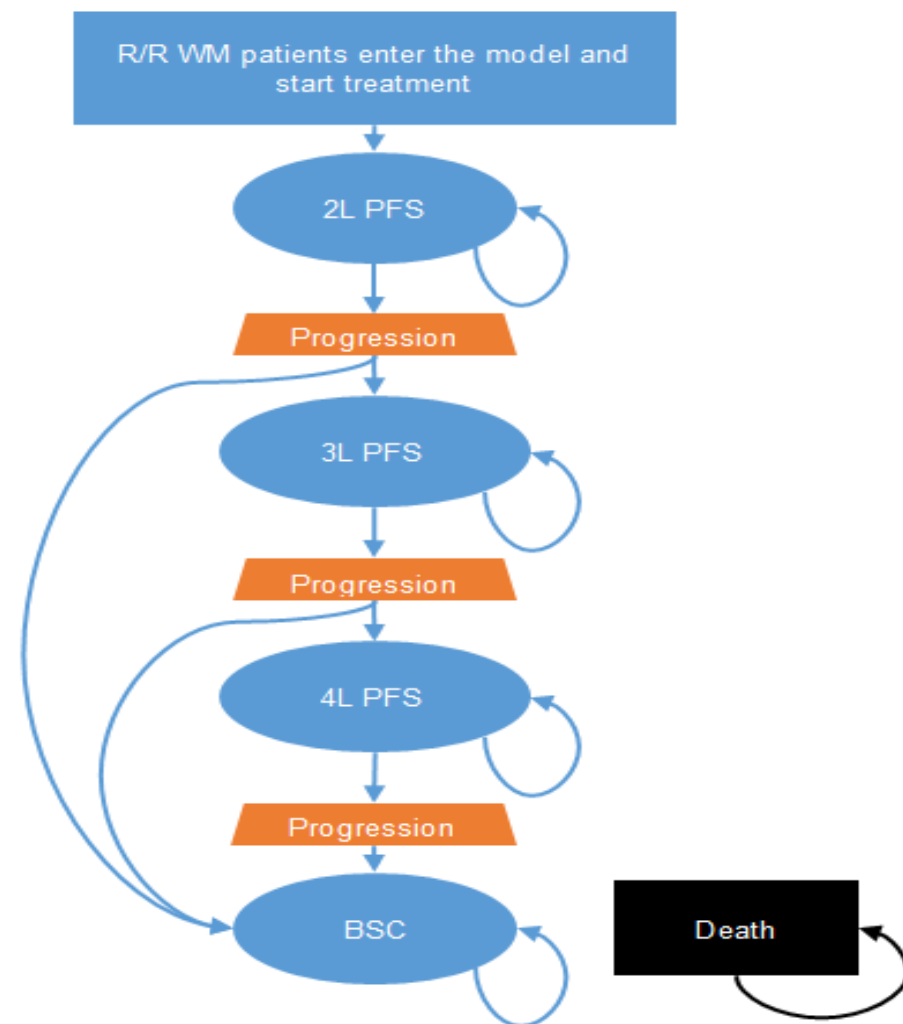 R/R WM patients enter the model and
start treatment
2L PFS
Progression
3L PFS
Progression
4L PFS
Progression
BSC
Death